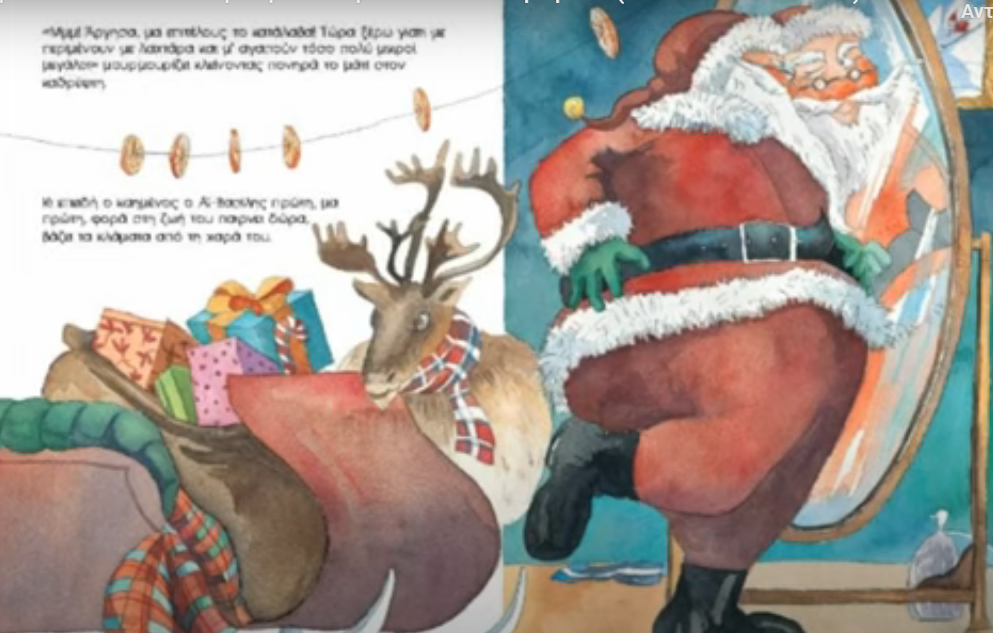 «Μμμ! Άργησα, μα επιτέλους το κατάλαβα! Τώρα ξέρω γιατί με
περιμένουν με λαχτάρα και μ' αγαπούν τόσο πολύ μικροί
μεγάλοι» μουρμουρίζει κλείνοντας πονηρά το μάτι στον
καθρέφτη.
Κι επειδή ο καημένος ο Αϊ-Βασίλης πρώτη, μα
πρώτη, φορά στη ζωή του παίρνει δώρα,
βάζει τα κλάματα από τη χαρά του.